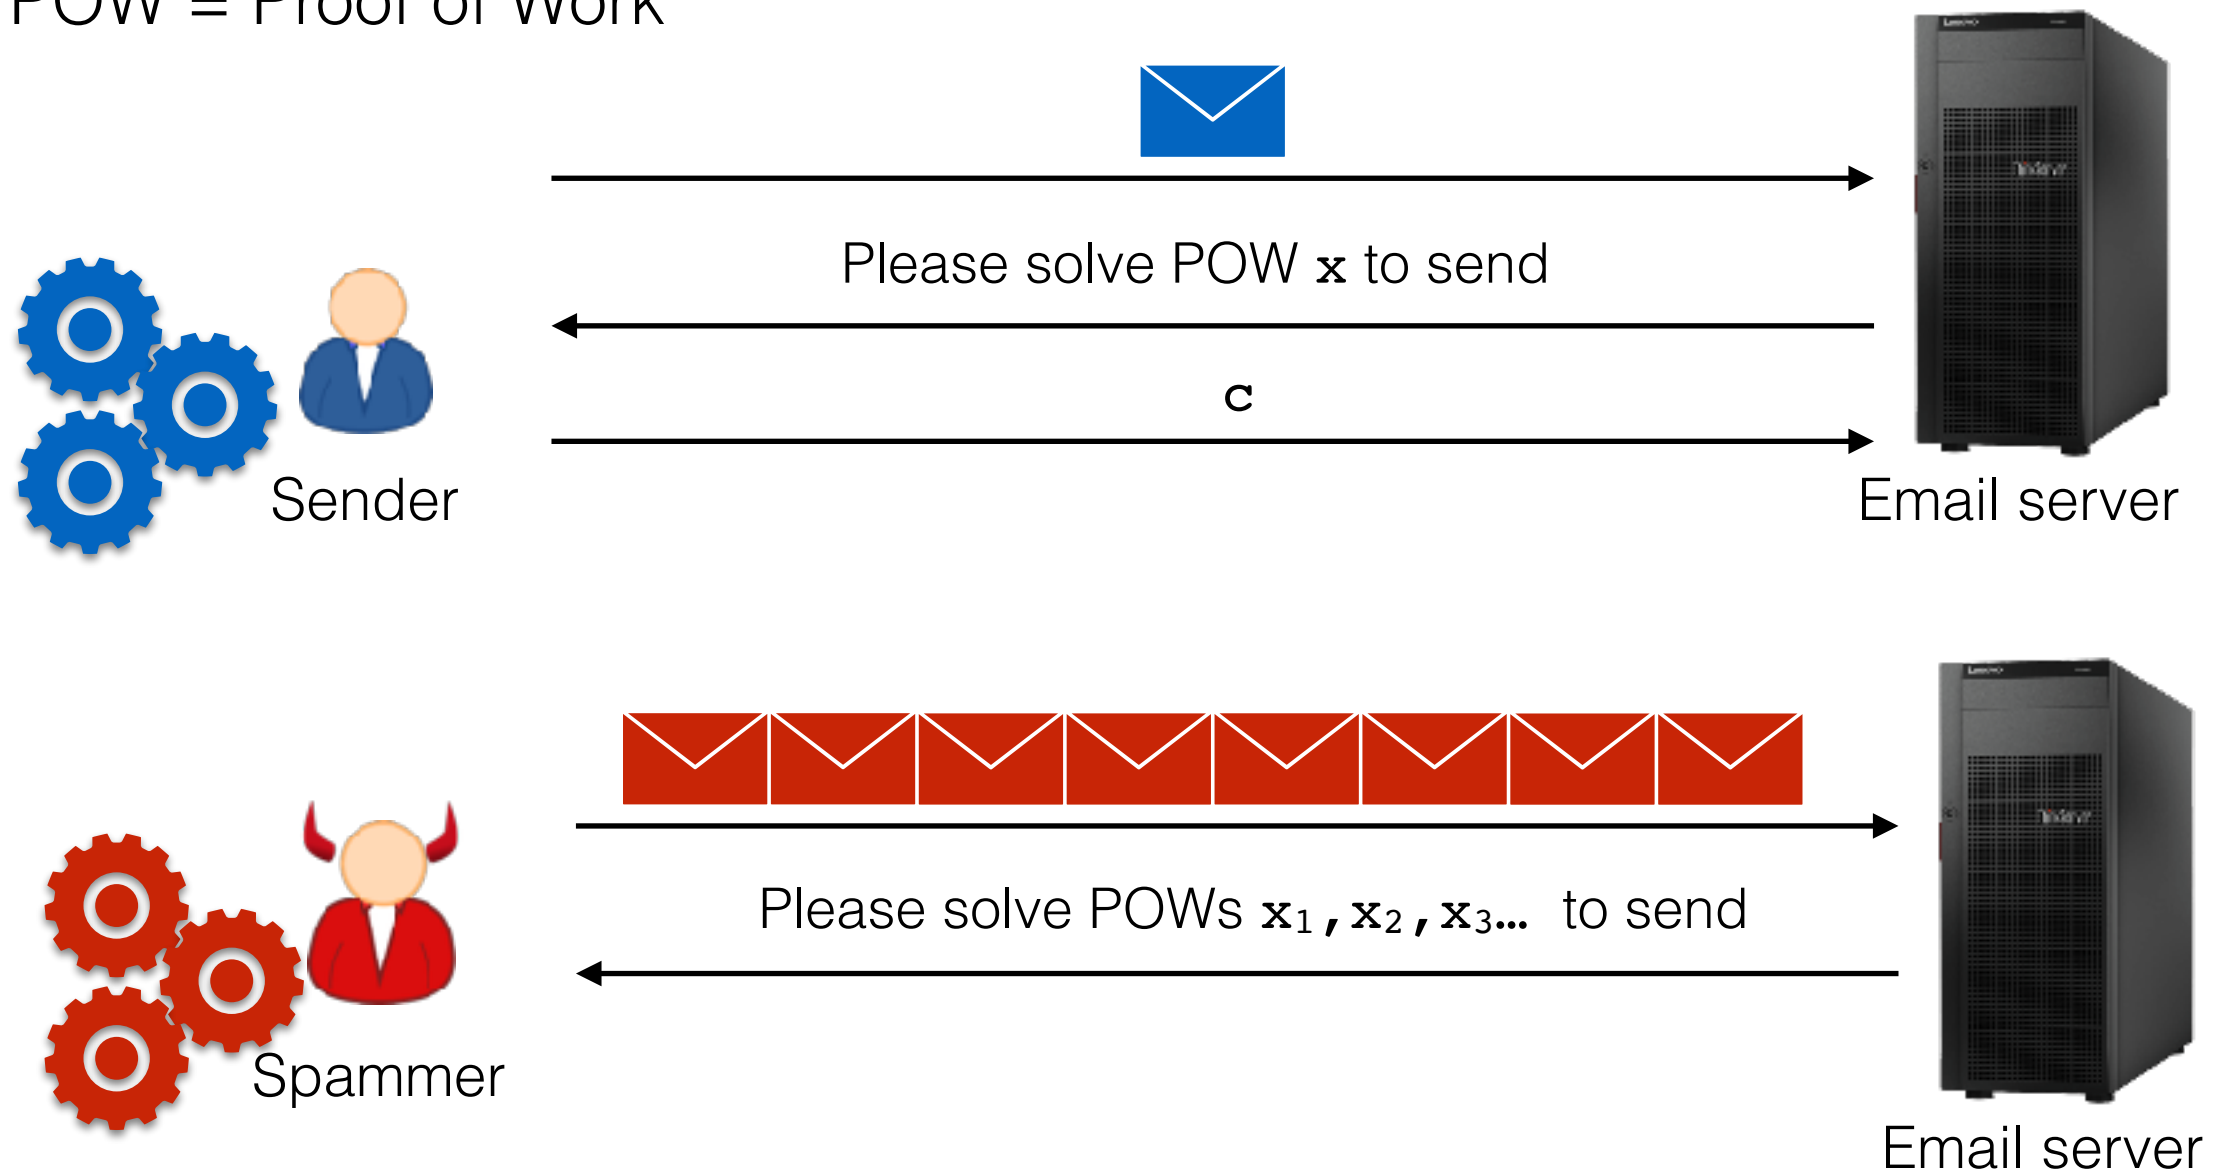 POW = Proof of Work
Please solve POW x to send
c
Sender
Email server
Please solve POWs x₁,x₂,x₃… to send
Spammer
Email server